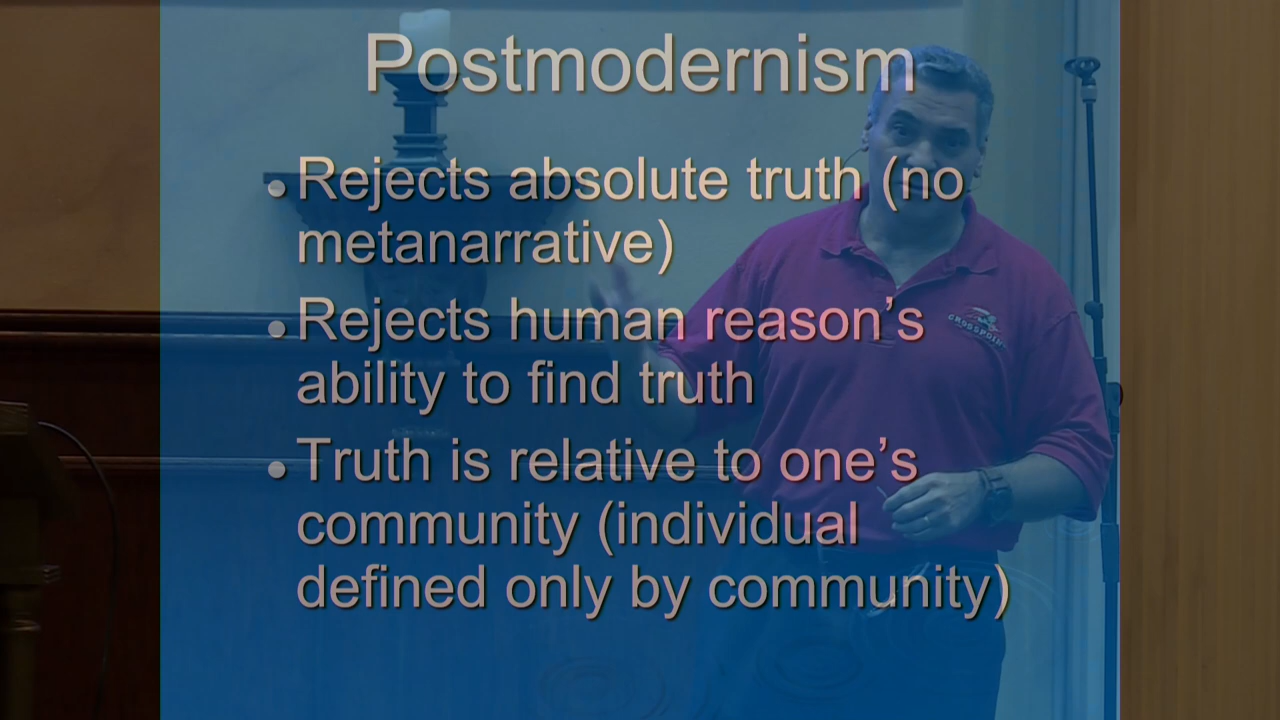 Postmodernism
• Rejects absolute truth (no
metanarrative)
• Rejects human reason's
ability to find truth
• Truth is relative to one's
community (individual
defined only by community)